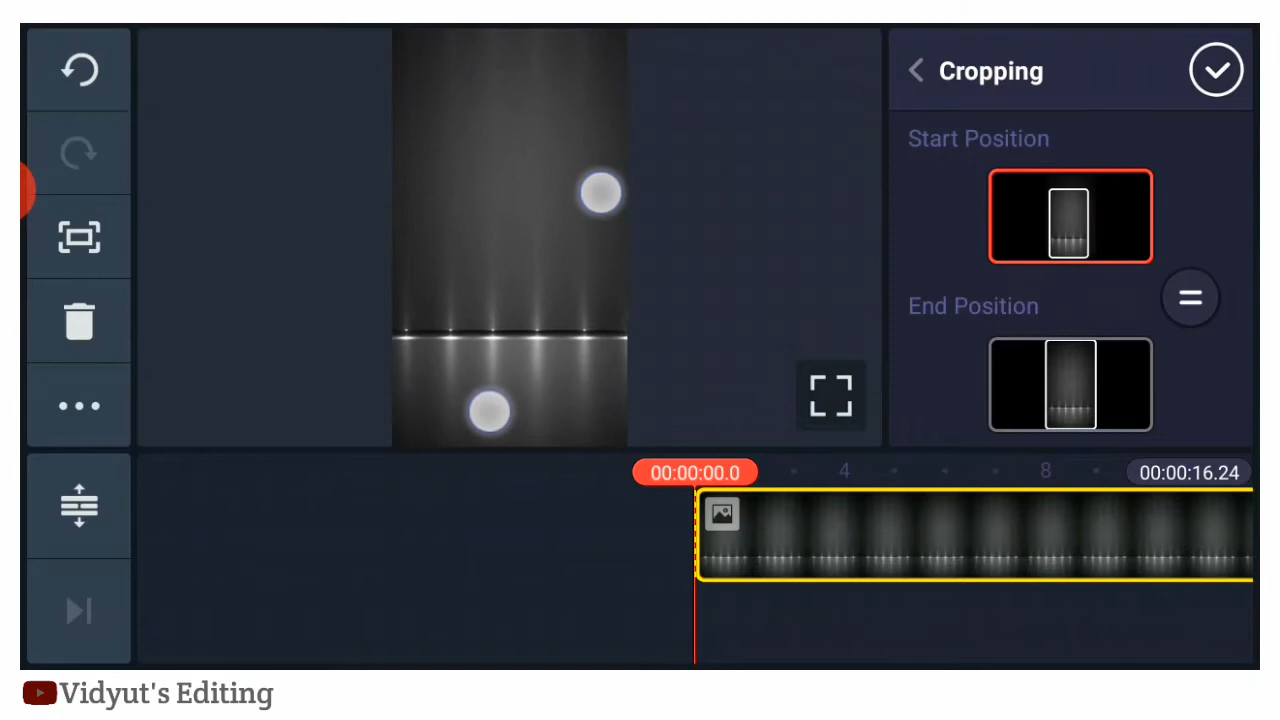 Cropping
Start Position
End Position
00:00:00.0
4
8
00:00:16.24
Vidyut's Editing